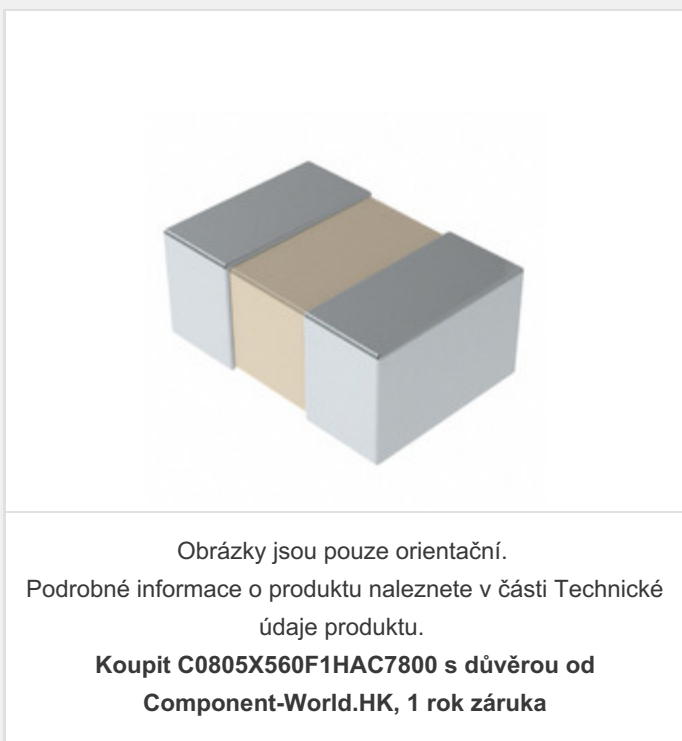 Obrázky jsou pouze orientační.
Podrobné informace o produktu naleznete v části Technické
údaje produktu.
Koupit C0805X560F1HAC7800 s důvěrou od
Component-World.HK, 1 rok záruka